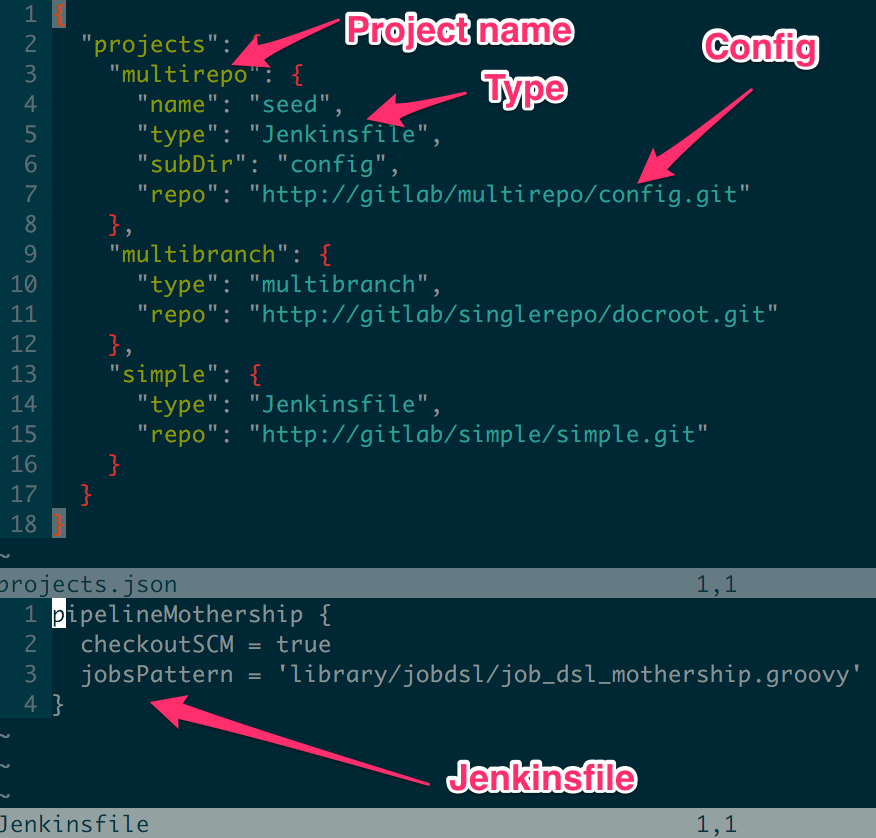 1 {
2   "projects": {
3     "multirepo": {
4       "name": "seed",
5       "type": "Jenkinsfile",
6       "subDir": "config",
7       "repo": "http://gitlab/multirepo/config.git"
8     },
9     "multibranch": {
10       "type": "multibranch",
11       "repo": "http://gitlab/singlerepo/docroot.git"
12     },
13     "simple": {
14       "type": "Jenkinsfile",
15       "repo": "http://gitlab/simple/simple.git"
16     }
17   }
18 }
~
Project name
Type
Config
projects.json 1,1
1 pipelineMothership {
2   checkoutSCM = true
3   jobsPattern = 'library/jobdsl/job_dsl_mothership.groovy'
4 }
~
~
~
Jenkinsfile
Jenkinsfile 1,1